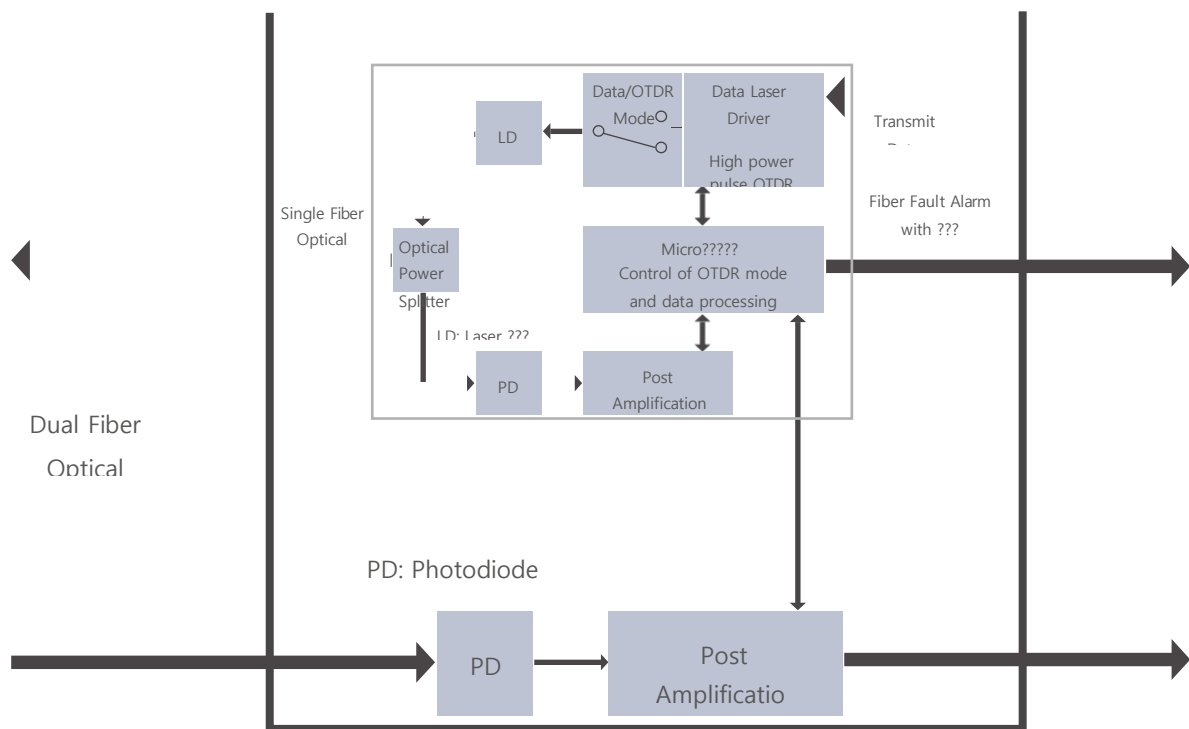 Data/OTDR
Mode
Data Laser
Driver
High power
pulse OTDR
LD
Transmit
Single Fiber
Optical
Fiber Fault Alarm
with ???
Optical
Power
Splitter
Micro?????
Control of OTDR mode
and data processing
LD: Laser ???
PD
Post
Amplification
Dual Fiber
Optical
PD: Photodiode
PD
Post
Amplificatio